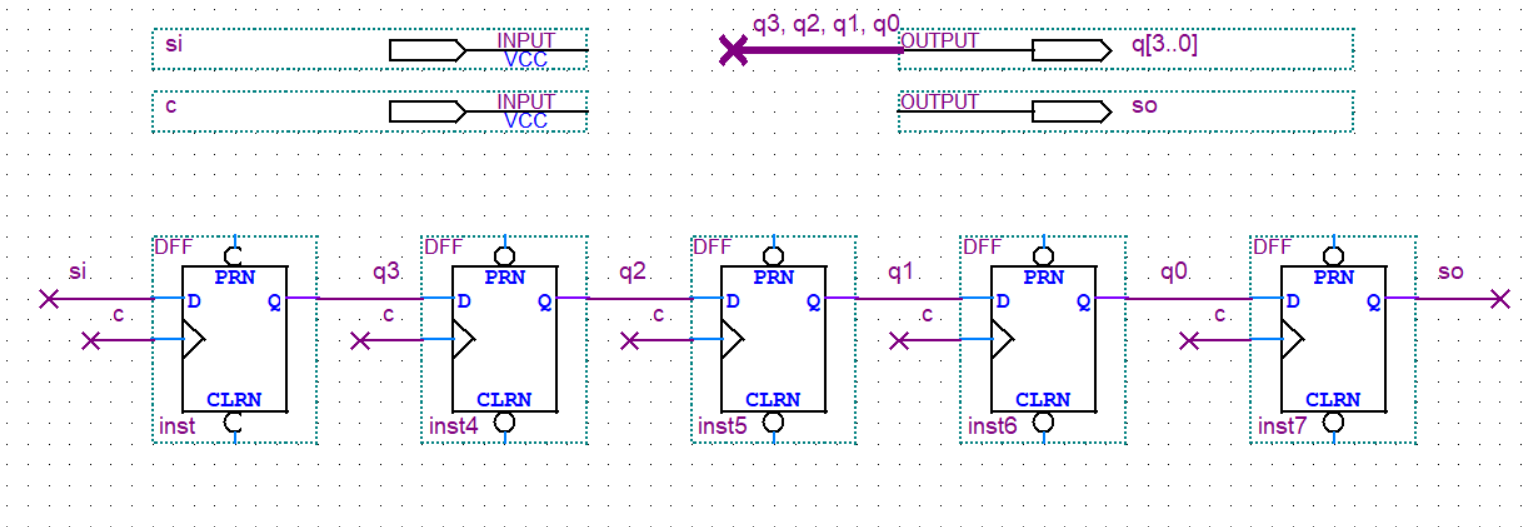 q3, q2, q1, q0
si INPUT VCC OUTPUT q[3..0]
c INPUT VCC OUTPUT so
DFF DFF DFF DFF DFF
si PRN q3 PRN q2 PRN q1 PRN q0 PRN so
D Q D Q D Q D Q D Q
c c c c c
CLRN CLRN CLRN CLRN CLRN
inst inst4 inst5 inst6 inst7